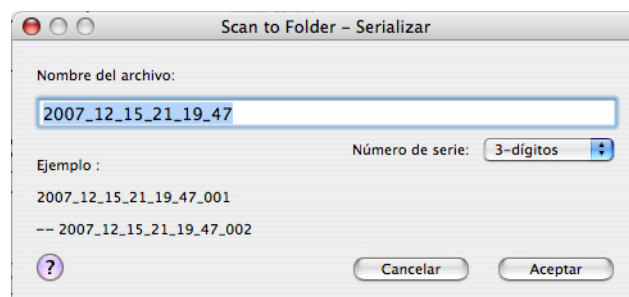 Scan to Folder – Serializar
Nombre del archivo:
2007_12_15_21_19_47
Número de serie: 3-dígitos
Ejemplo :
2007_12_15_21_19_47_001
-- 2007_12_15_21_19_47_002
? Cancelar Aceptar